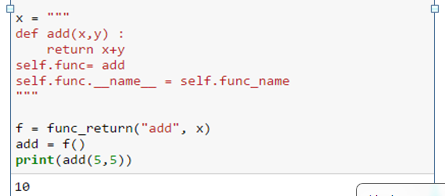 x = """
def add(x,y) :
    return x+y
self.func= add
self.func.__name__ = self.func_name
"""

f = func_return("add", x)
add = f()
print(add(5,5))
10